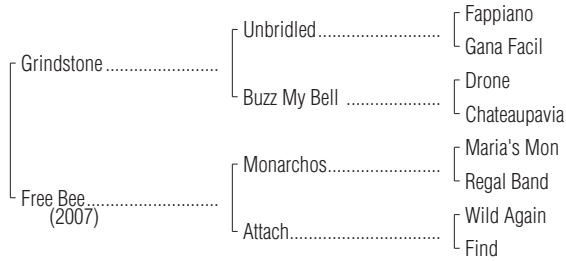 Fappiano
Unbridled
Gana Facil
Grindstone
Drone
Buzz My Bell
Chateaupavia
Maria's Mon
Monarchos
Regal Band
Free Bee
(2007)
Wild Again
Attach
Find